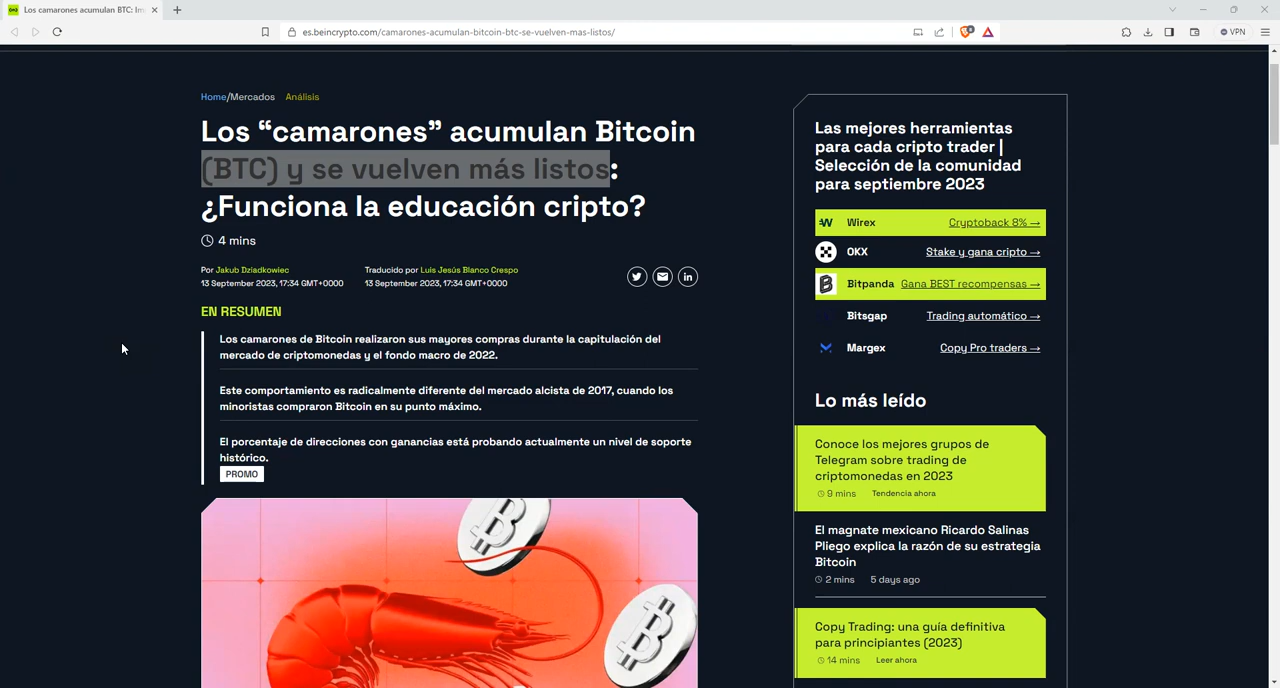 Los camarones acumulan BTC: Im
es.beincrypto.com/camarones-acumulan-bitcoin-btc-se-vuelven-mas-listos/
VPN
Home/Mercados Análisis
Los “camarones” acumulan Bitcoin
(BTC) y se vuelven más listos:
¿Funciona la educación cripto?
4 mins
Por Jakub Dziadkowiec
13 September 2023, 17:34 GMT+0000
Traducido por Luis Jesús Blanco Crespo
13 September 2023, 17:34 GMT+0000
EN RESUMEN
Los camarones de Bitcoin realizaron sus mayores compras durante la capitulación del
mercado de criptomonedas y el fondo macro de 2022.
Este comportamiento es radicalmente diferente del mercado alcista de 2017, cuando los
minoristas compraron Bitcoin en su punto máximo.
El porcentaje de direcciones con ganancias está probando actualmente un nivel de soporte
histórico.
PROMO
Las mejores herramientas
para cada cripto trader |
Selección de la comunidad
para septiembre 2023
Wirex Cryptoback 8% →
OKX Stake y gana cripto →
Bitpanda Gana BEST recompensas →
Bitsgap Trading automático →
Margex Copy Pro traders →
Lo más leído
Conoce los mejores grupos de
Telegram sobre trading de
criptomonedas en 2023
9 mins Tendencia ahora
El magnate mexicano Ricardo Salinas
Pliego explica la razón de su estrategia
Bitcoin
2 mins 5 days ago
Copy Trading: una guía definitiva
para principiantes (2023)
14 mins Leer ahora